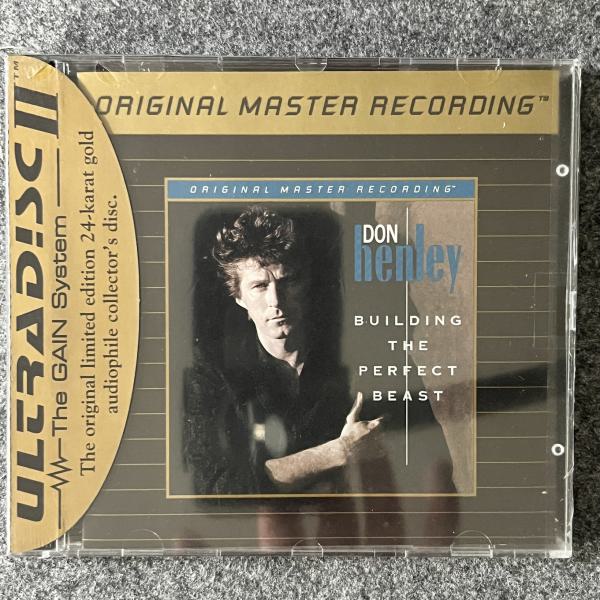 ULTRADISC II™
The GAIN System
The original limited edition 24-karat gold
audiophile collector's disc.
ORIGINAL MASTER RECORDING™
ORIGINAL MASTER RECORDING™
DON
henley
BUILDING
THE
PERFECT
BEAST